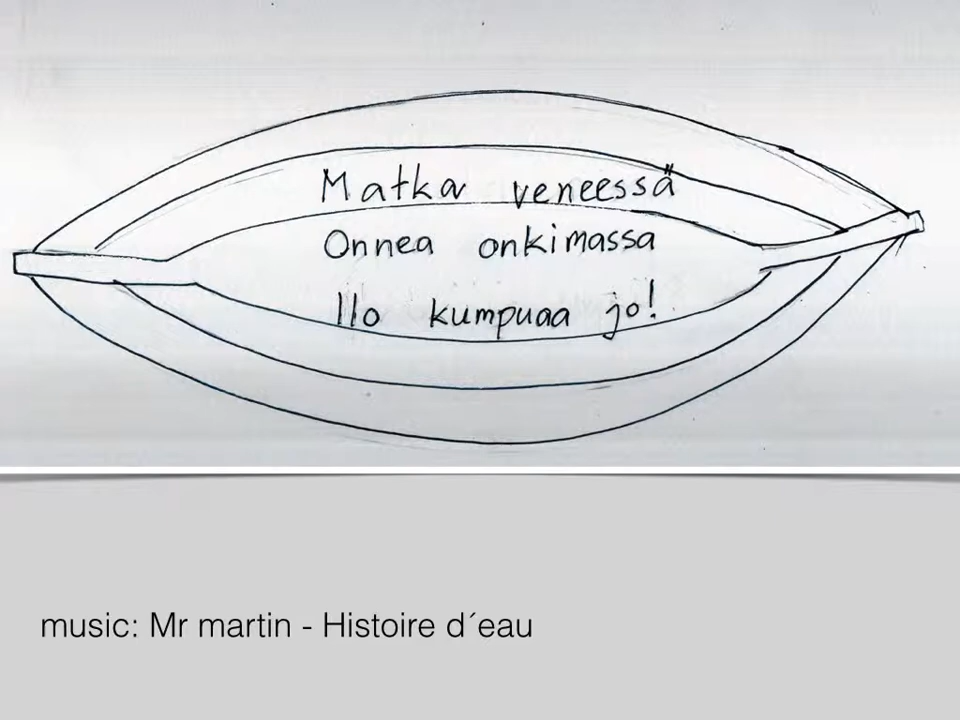 Matka veneessä
Onnea onkimassa
Ilo kumpuaa jo!
music: Mr martin - Histoire d´eau